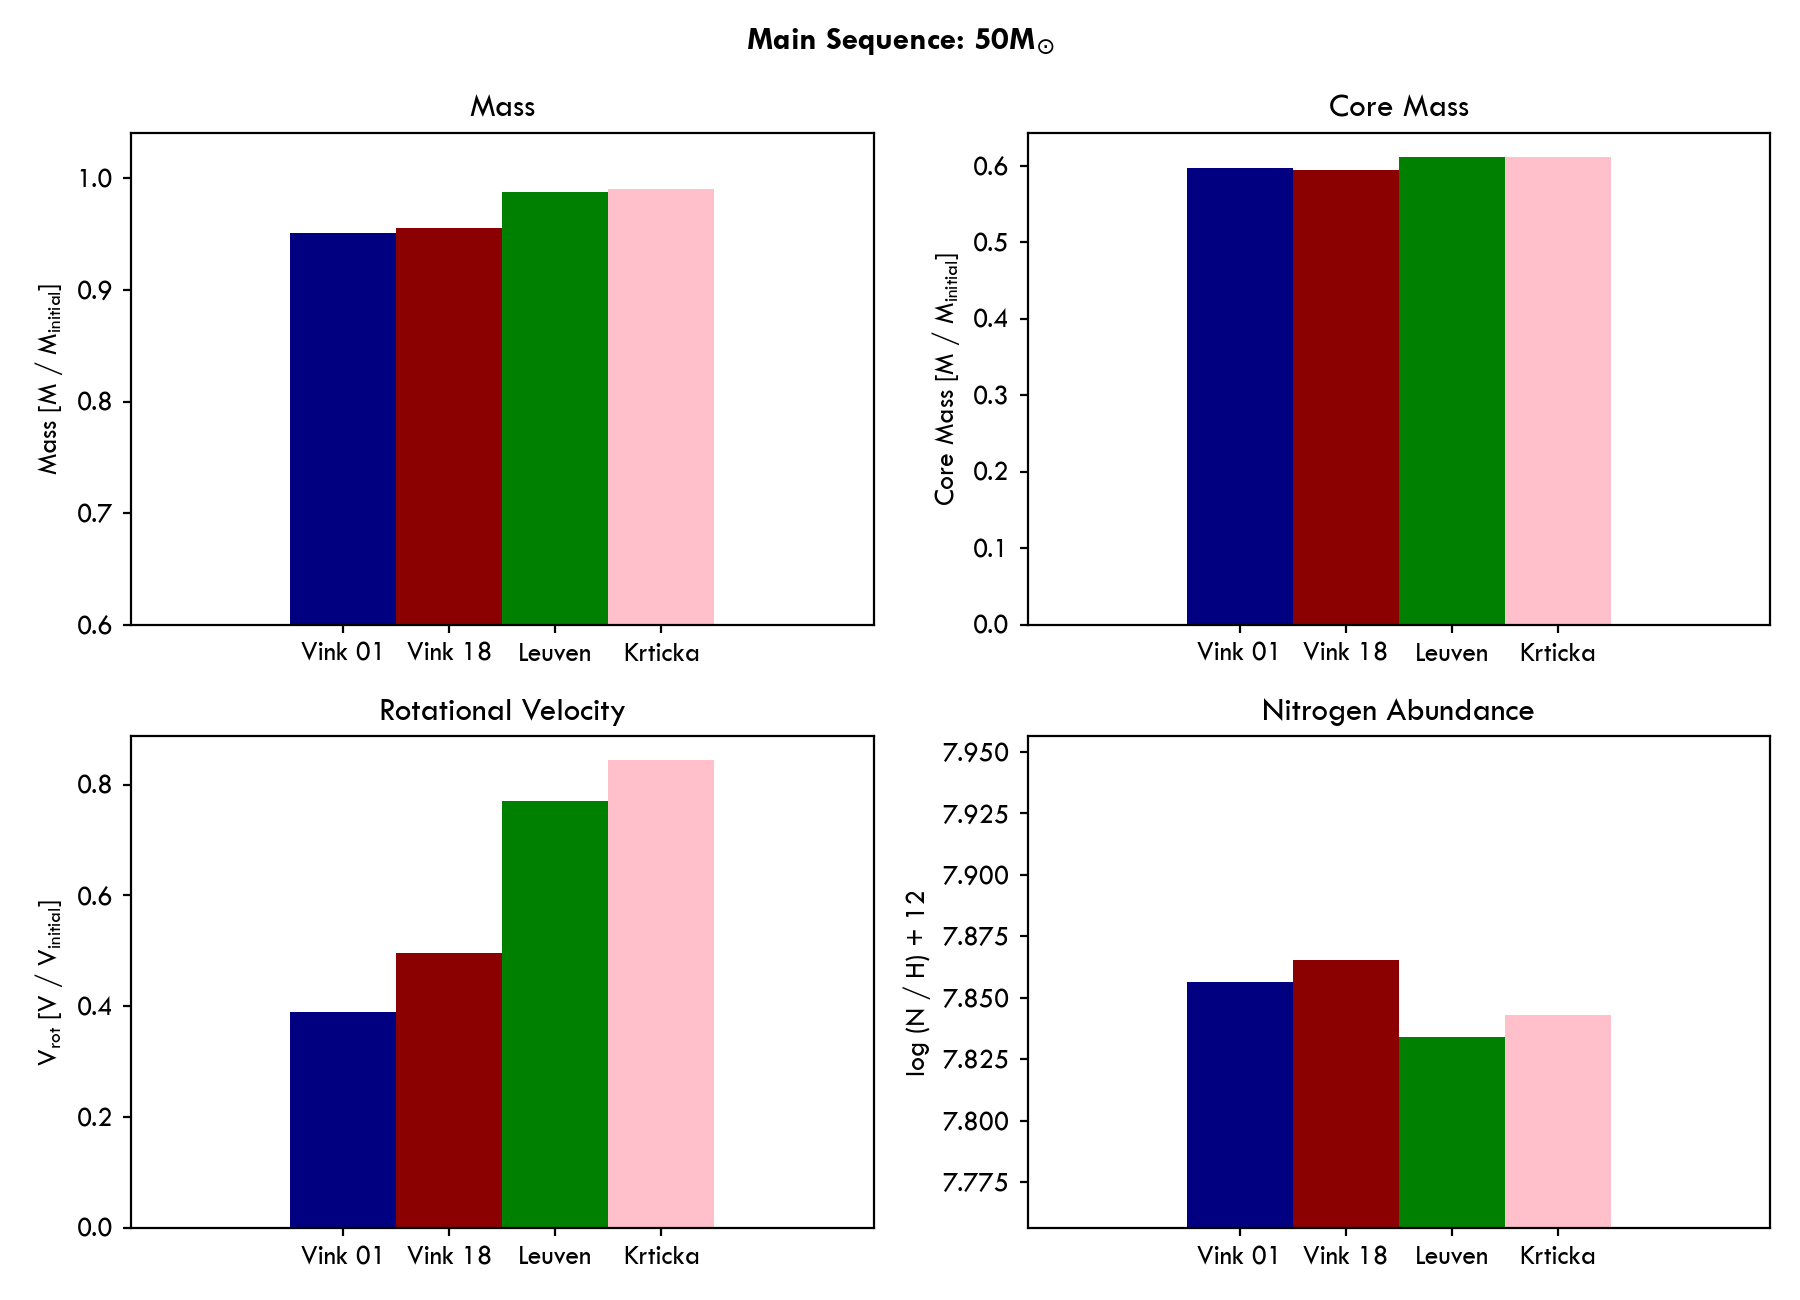 Main Sequence: 50M☉
Mass
Mass [M / Minitial]
1.0
0.9
0.8
0.7
0.6
Vink 01 Vink 18 Leuven Krticka
Core Mass
Core Mass [M / Minitial]
0.6
0.5
0.4
0.3
0.2
0.1
0.0
Vink 01 Vink 18 Leuven Krticka
Rotational Velocity
Vrot [V / Vinitial]
0.8
0.6
0.4
0.2
0.0
Vink 01 Vink 18 Leuven Krticka
Nitrogen Abundance
log (N / H) + 12
7.950
7.925
7.900
7.875
7.850
7.825
7.800
7.775
Vink 01 Vink 18 Leuven Krticka